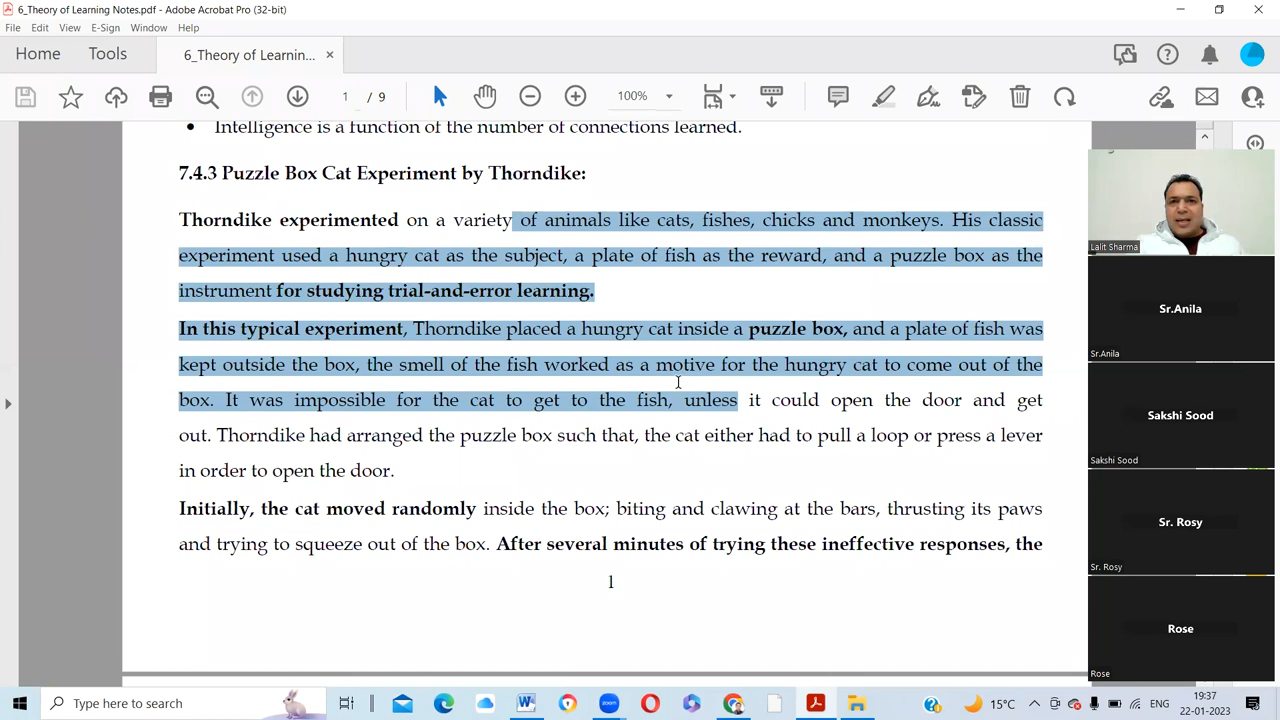 6_Theory of Learning Notes.pdf - Adobe Acrobat Pro (32-bit)
File Edit View E-Sign Window Help
Home Tools 6_Theory of Learnin... ×
1 / 9 100%
• Intelligence is a function of the number of connections learned.
7.4.3 Puzzle Box Cat Experiment by Thorndike:
Thorndike experimented on a variety of animals like cats, fishes, chicks and monkeys. His classic
experiment used a hungry cat as the subject, a plate of fish as the reward, and a puzzle box as the
instrument for studying trial-and-error learning.
In this typical experiment, Thorndike placed a hungry cat inside a puzzle box, and a plate of fish was
kept outside the box, the smell of the fish worked as a motive for the hungry cat to come out of the
box. It was impossible for the cat to get to the fish, unless it could open the door and get
out. Thorndike had arranged the puzzle box such that, the cat either had to pull a loop or press a lever
in order to open the door.
Initially, the cat moved randomly inside the box; biting and clawing at the bars, thrusting its paws
and trying to squeeze out of the box. After several minutes of trying these ineffective responses, the
1
Lalit Sharma
Sr.Anila
Sr.Anila
Sakshi Sood
Sakshi Sood
Sr. Rosy
Sr. Rosy
Rose
Rose
Type here to search
15°C ENG
19:37
22-01-2023